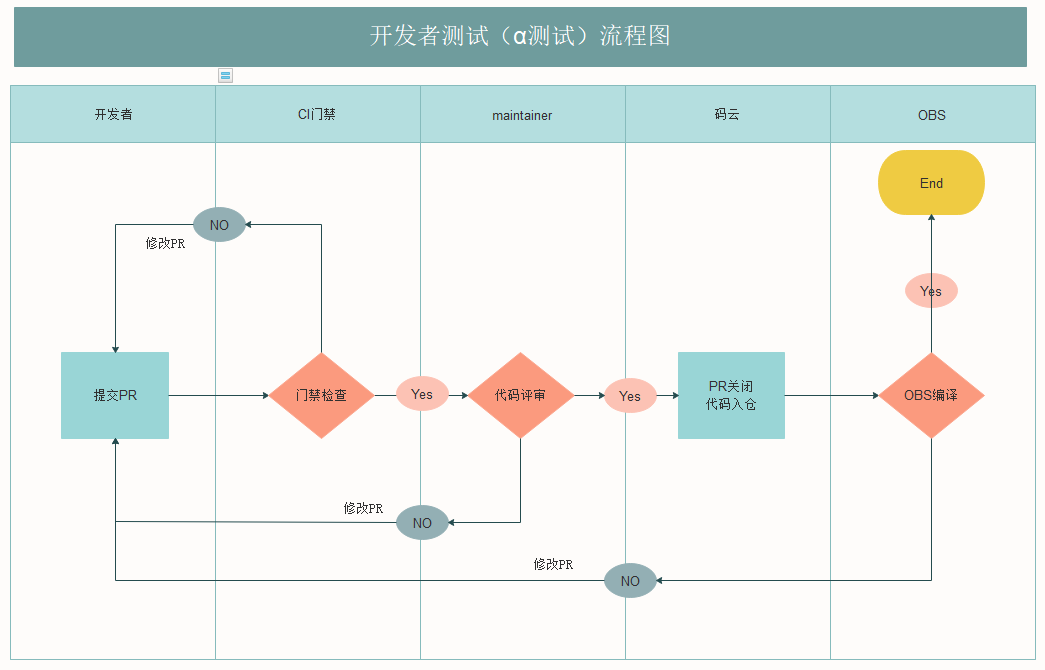 开发者测试（α测试）流程图
开发者
CI门禁
maintainer
码云
OBS
End
NO
修改PR
Yes
提交PR
门禁检查
Yes
代码评审
Yes
PR关闭
代码入仓
OBS编译
修改PR
NO
修改PR
NO